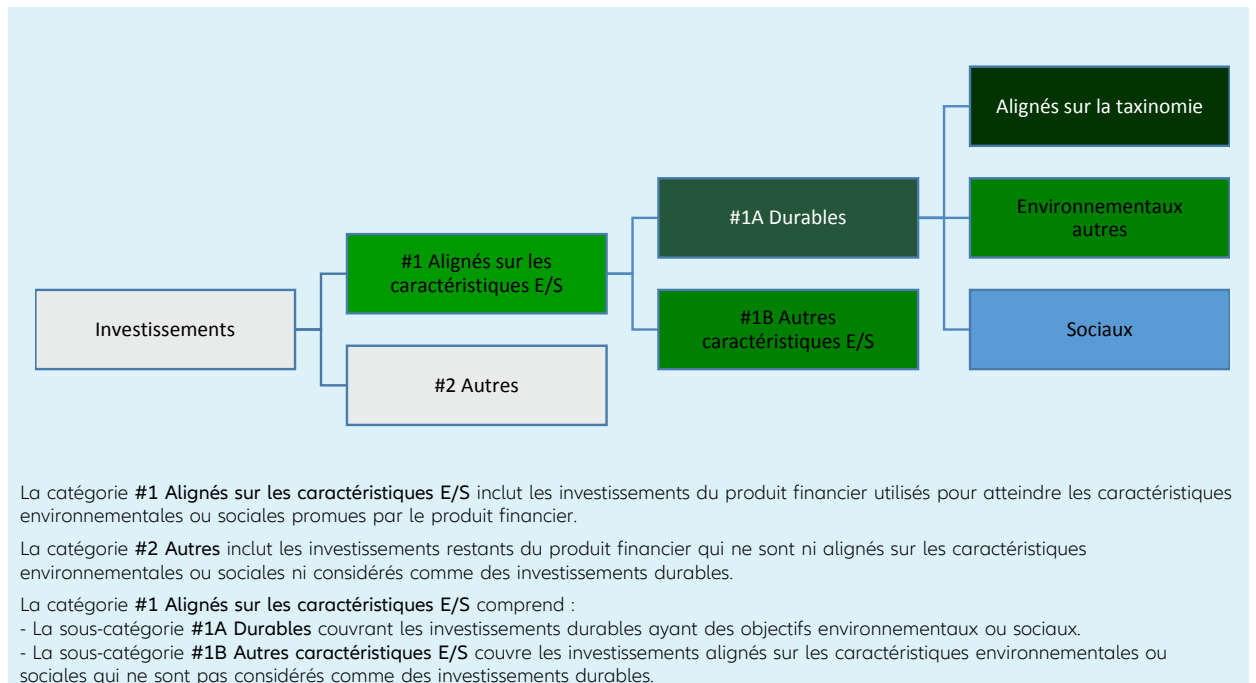 Alignés sur la taxinomie
#1A Durables
Environnementaux
autres
#1 Alignés sur les
caractéristiques E/S
Investissements
#1B Autres
caractéristiques E/S
Sociaux
#2 Autres
La catégorie #1 Alignés sur les caractéristiques E/S inclut les investissements du produit financier utilisés pour atteindre les caractéristiques
environnementales ou sociales promues par le produit financier.
La catégorie #2 Autres inclut les investissements restants du produit financier qui ne sont ni alignés sur les caractéristiques
environnementales ou sociales ni considérés comme des investissements durables.
La catégorie #1 Alignés sur les caractéristiques E/S comprend :
- La sous-catégorie #1A Durables couvrant les investissements durables ayant des objectifs environnementaux ou sociaux.
- La sous-catégorie #1B Autres caractéristiques E/S couvre les investissements alignés sur les caractéristiques environnementales ou
sociales qui ne sont pas considérés comme des investissements durables.